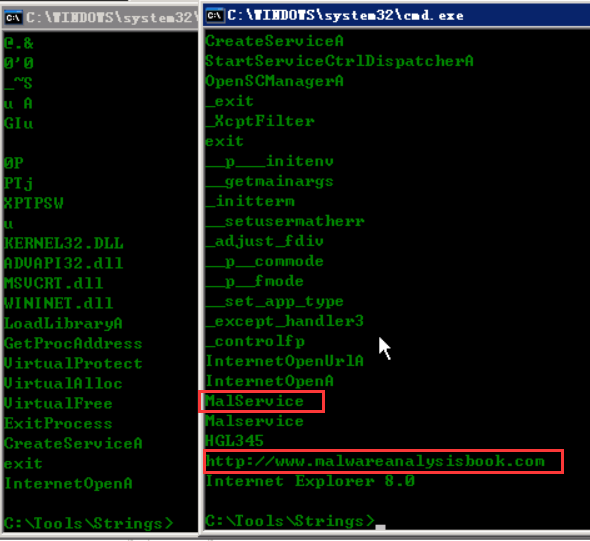 C:\WINDOWS\system32\
@.&
0'0
_~S
u A
GIu
0P
PTj
XPTPSW
u
KERNEL32.DLL
ADVAPI32.dll
MSVCRT.dll
WININET.dll
LoadLibraryA
GetProcAddress
VirtualProtect
VirtualAlloc
VirtualFree
ExitProcess
CreateServiceA
exit
InternetOpenA
C:\Tools\Strings>
C:\WINDOWS\system32\cmd.exe
CreateServiceA
StartServiceCtrlDispatcherA
OpenSCManagerA
_exit
_XcptFilter
exit
__p___initenv
__getmainargs
_initterm
__setusermatherr
_adjust_fdiv
__p__commode
__p__fmode
__set_app_type
_except_handler3
_controlfp
InternetOpenUrlA
InternetOpenA
MalService
Malservice
HGL345
http://www.malwareanalysisbook.com
Internet Explorer 8.0
C:\Tools\Strings>_